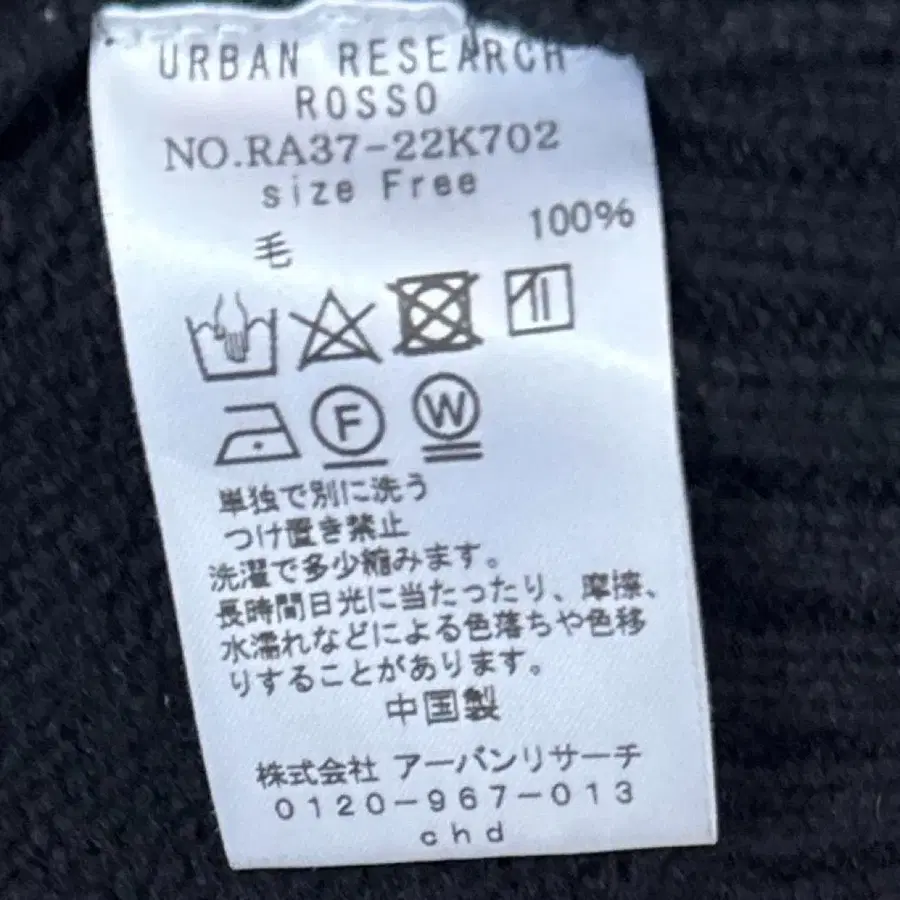 URBAN RESEARCH
ROSSO
NO.RA37-22K702
size Free
毛 100%
F W
単独で別に洗う
つけ置き禁止
洗濯で多少縮みます。
長時間日光に当たったり、摩擦、
水濡れなどによる色落ちや色移
りすることがあります。
中国製
株式会社 アーバンリサーチ
0120-967-013
chd